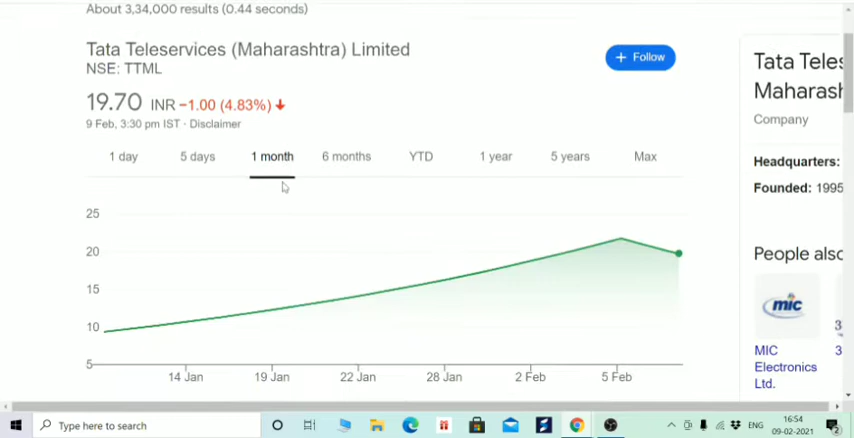 About 3,34,000 results (0.44 seconds)
Tata Teleservices (Maharashtra) Limited
NSE: TTML
+ Follow
19.70 INR −1.00 (4.83%)
9 Feb, 3:30 pm IST · Disclaimer
1 day 5 days 1 month 6 months YTD 1 year 5 years Max
25
20
15
10
5
14 Jan 19 Jan 22 Jan 28 Jan 2 Feb 5 Feb
Tata Teles
Maharash
Company
Headquarters:
Founded: 1995
People also
mic
MIC
Electronics
Ltd.
3
3
Type here to search
ENG
16:54
09-02-2021
2